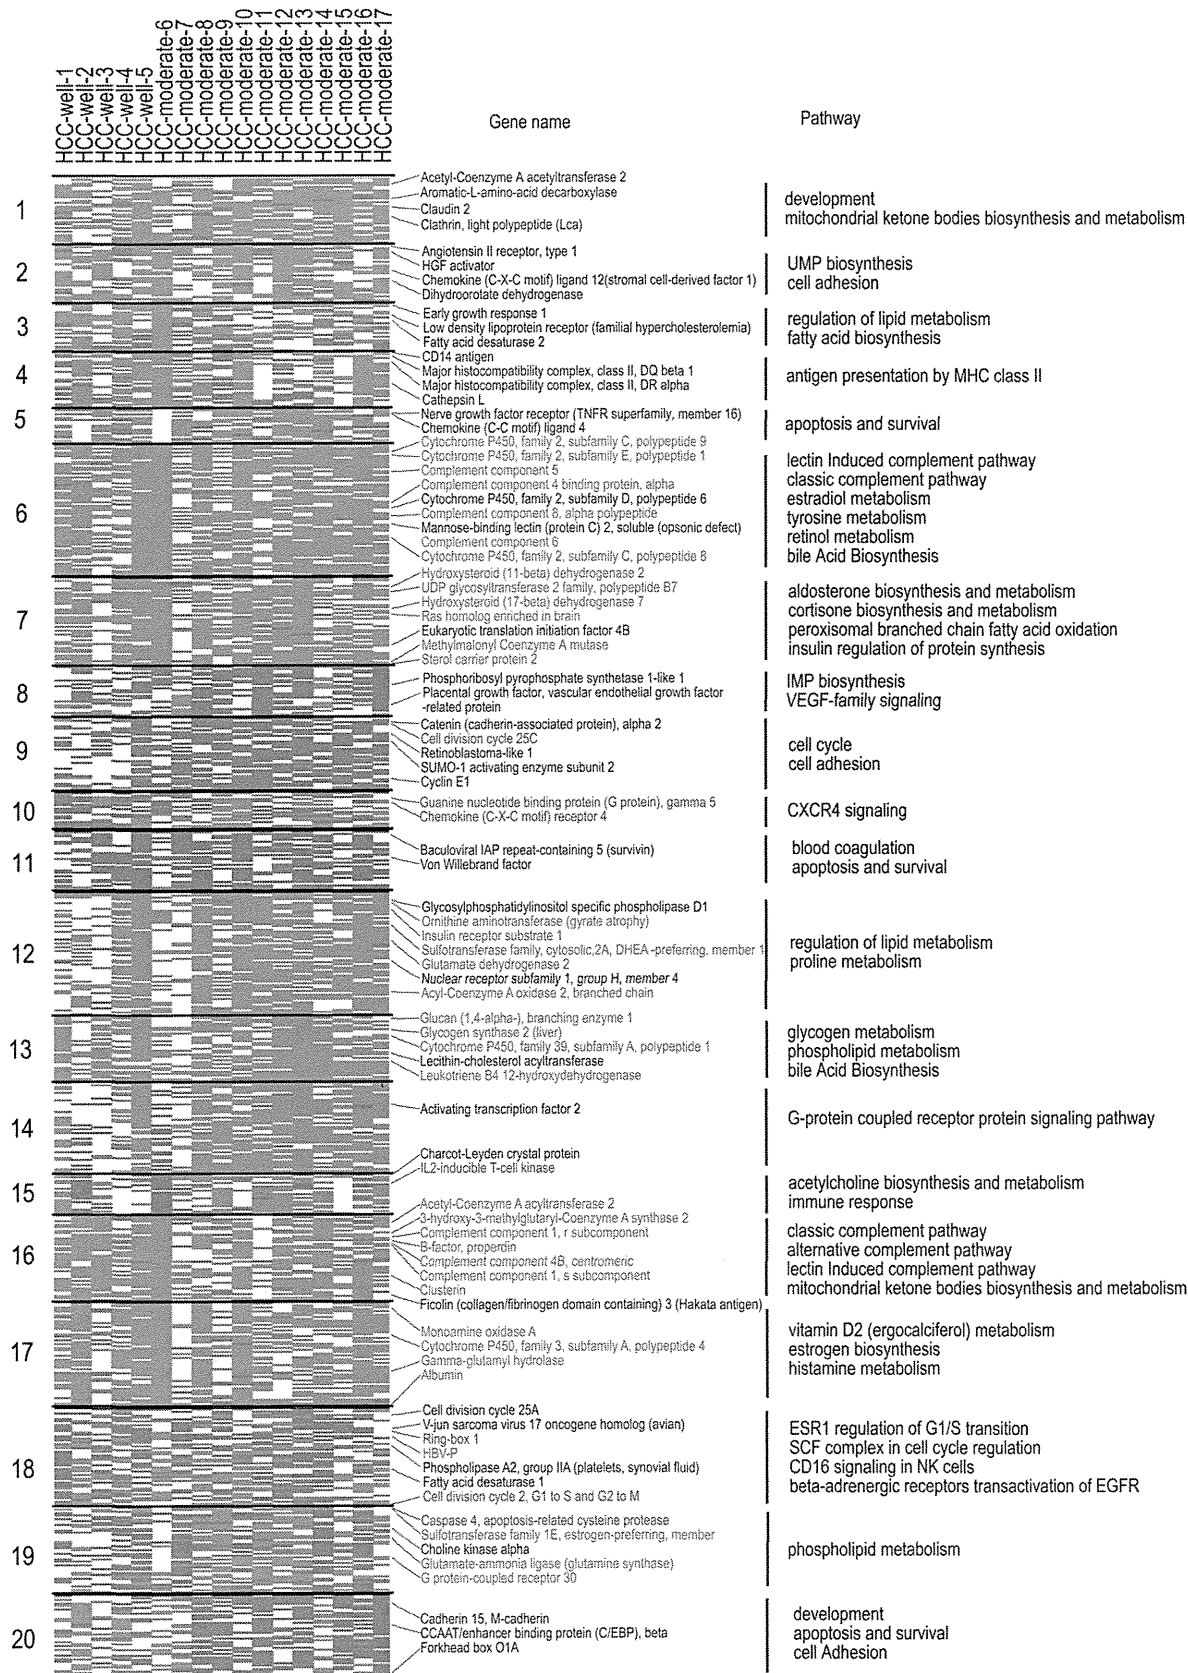 HCC-well-1
HCC-well-2
HCC-well-3
HCC-well-4
HCC-well-5
HCC-moderate-6
HCC-moderate-7
HCC-moderate-8
HCC-moderate-9
HCC-moderate-10
HCC-moderate-11
HCC-moderate-12
HCC-moderate-13
HCC-moderate-14
HCC-moderate-15
HCC-moderate-16
HCC-moderate-17
Gene name
Pathway
1
Acetyl-Coenzyme A acetyltransferase 2
Aromatic-L-amino-acid decarboxylase
Claudin 2
Clathrin, light polypeptide (Lca)
development
mitochondrial ketone bodies biosynthesis and metabolism
2
Angiotensin II receptor, type 1
HGF activator
Chemokine (C-X-C motif) ligand 12(stromal cell-derived factor 1)
Dihydroorotate dehydrogenase
UMP biosynthesis
cell adhesion
3
Early growth response 1
Low density lipoprotein receptor (familial hypercholesterolemia)
Fatty acid desaturase 2
regulation of lipid metabolism
fatty acid biosynthesis
4
CD14 antigen
Major histocompatibility complex, class II, DQ beta 1
Major histocompatibility complex, class II, DR alpha
Cathepsin L
antigen presentation by MHC class II
5
Nerve growth factor receptor (TNFR superfamily, member 16)
Chemokine (C-C motif) ligand 4
apoptosis and survival
6
Cytochrome P450, family 2, subfamily C, polypeptide 9
Cytochrome P450, family 2, subfamily E, polypeptide 1
Complement component 5
Complement component 4 binding protein, alpha
Cytochrome P450, family 2, subfamily D, polypeptide 6
Complement component 8, alpha polypeptide
Mannose-binding lectin (protein C) 2, soluble (opsonic defect)
Complement component 6
Cytochrome P450, family 2, subfamily C, polypeptide 8
lectin Induced complement pathway
classic complement pathway
estradiol metabolism
tyrosine metabolism
retinol metabolism
bile Acid Biosynthesis
7
Hydroxysteroid (11-beta) dehydrogenase 2
UDP glycosyltransferase 2 family, polypeptide B7
Hydroxysteroid (17-beta) dehydrogenase 7
Ras homolog enriched in brain
Eukaryotic translation initiation factor 4B
Methylmalonyl Coenzyme A mutase
Sterol carrier protein 2
aldosterone biosynthesis and metabolism
cortisone biosynthesis and metabolism
peroxisomal branched chain fatty acid oxidation
insulin regulation of protein synthesis
8
Phosphoribosyl pyrophosphate synthetase 1-like 1
Placental growth factor, vascular endothelial growth factor
-related protein
IMP biosynthesis
VEGF-family signaling
9
Catenin (cadherin-associated protein), alpha 2
Cell division cycle 25C
Retinoblastoma-like 1
SUMO-1 activating enzyme subunit 2
Cyclin E1
cell cycle
cell adhesion
10
Guanine nucleotide binding protein (G protein), gamma 5
Chemokine (C-X-C motif) receptor 4
CXCR4 signaling
11
Baculoviral IAP repeat-containing 5 (survivin)
Von Willebrand factor
blood coagulation
apoptosis and survival
12
Glycosylphosphatidylinositol specific phospholipase D1
Ornithine aminotransferase (gyrate atrophy)
Insulin receptor substrate 1
Sulfotransferase family, cytosolic,2A, DHEA -preferring, member 1
Glutamate dehydrogenase 2
Nuclear receptor subfamily 1, group H, member 4
Acyl-Coenzyme A oxidase 2, branched chain
regulation of lipid metabolism
proline metabolism
13
Glucan (1,4-alpha-), branching enzyme 1
Glycogen synthase 2 (liver)
Cytochrome P450, family 39, subfamily A, polypeptide 1
Lecithin-cholesterol acyltransferase
Leukotriene B4 12-hydroxydehydrogenase
glycogen metabolism
phospholipid metabolism
bile Acid Biosynthesis
14
Activating transcription factor 2
Charcot-Leyden crystal protein
G-protein coupled receptor protein signaling pathway
15
IL2-inducible T-cell kinase
Acetyl-Coenzyme A acyltransferase 2
acetylcholine biosynthesis and metabolism
immune response
16
3-hydroxy-3-methylglutaryl-Coenzyme A synthase 2
Complement component 1, r subcomponent
B-factor, properdin
Complement component 4B, centromeric
Complement component 1, s subcomponent
Clusterin
Ficolin (collagen/fibrinogen domain containing) 3 (Hakata antigen)
classic complement pathway
alternative complement pathway
lectin Induced complement pathway
mitochondrial ketone bodies biosynthesis and metabolism
17
Monoamine oxidase A
Cytochrome P450, family 3, subfamily A, polypeptide 4
Gamma-glutamyl hydrolase
Albumin
vitamin D2 (ergocalciferol) metabolism
estrogen biosynthesis
histamine metabolism
18
Cell division cycle 25A
V-jun sarcoma virus 17 oncogene homolog (avian)
Ring-box 1
HBV-P
Phospholipase A2, group IIA (platelets, synovial fluid)
Fatty acid desaturase 1
Cell division cycle 2, G1 to S and G2 to M
ESR1 regulation of G1/S transition
SCF complex in cell cycle regulation
CD16 signaling in NK cells
beta-adrenergic receptors transactivation of EGFR
19
Caspase 4, apoptosis-related cysteine protease
Sulfotransferase family 1E, estrogen-preferring, member
Choline kinase alpha
Glutamate-ammonia ligase (glutamine synthase)
G protein-coupled receptor 30
phospholipid metabolism
20
Cadherin 15, M-cadherin
CCAAT/enhancer binding protein (C/EBP), beta
Forkhead box O1A
development
apoptosis and survival
cell Adhesion